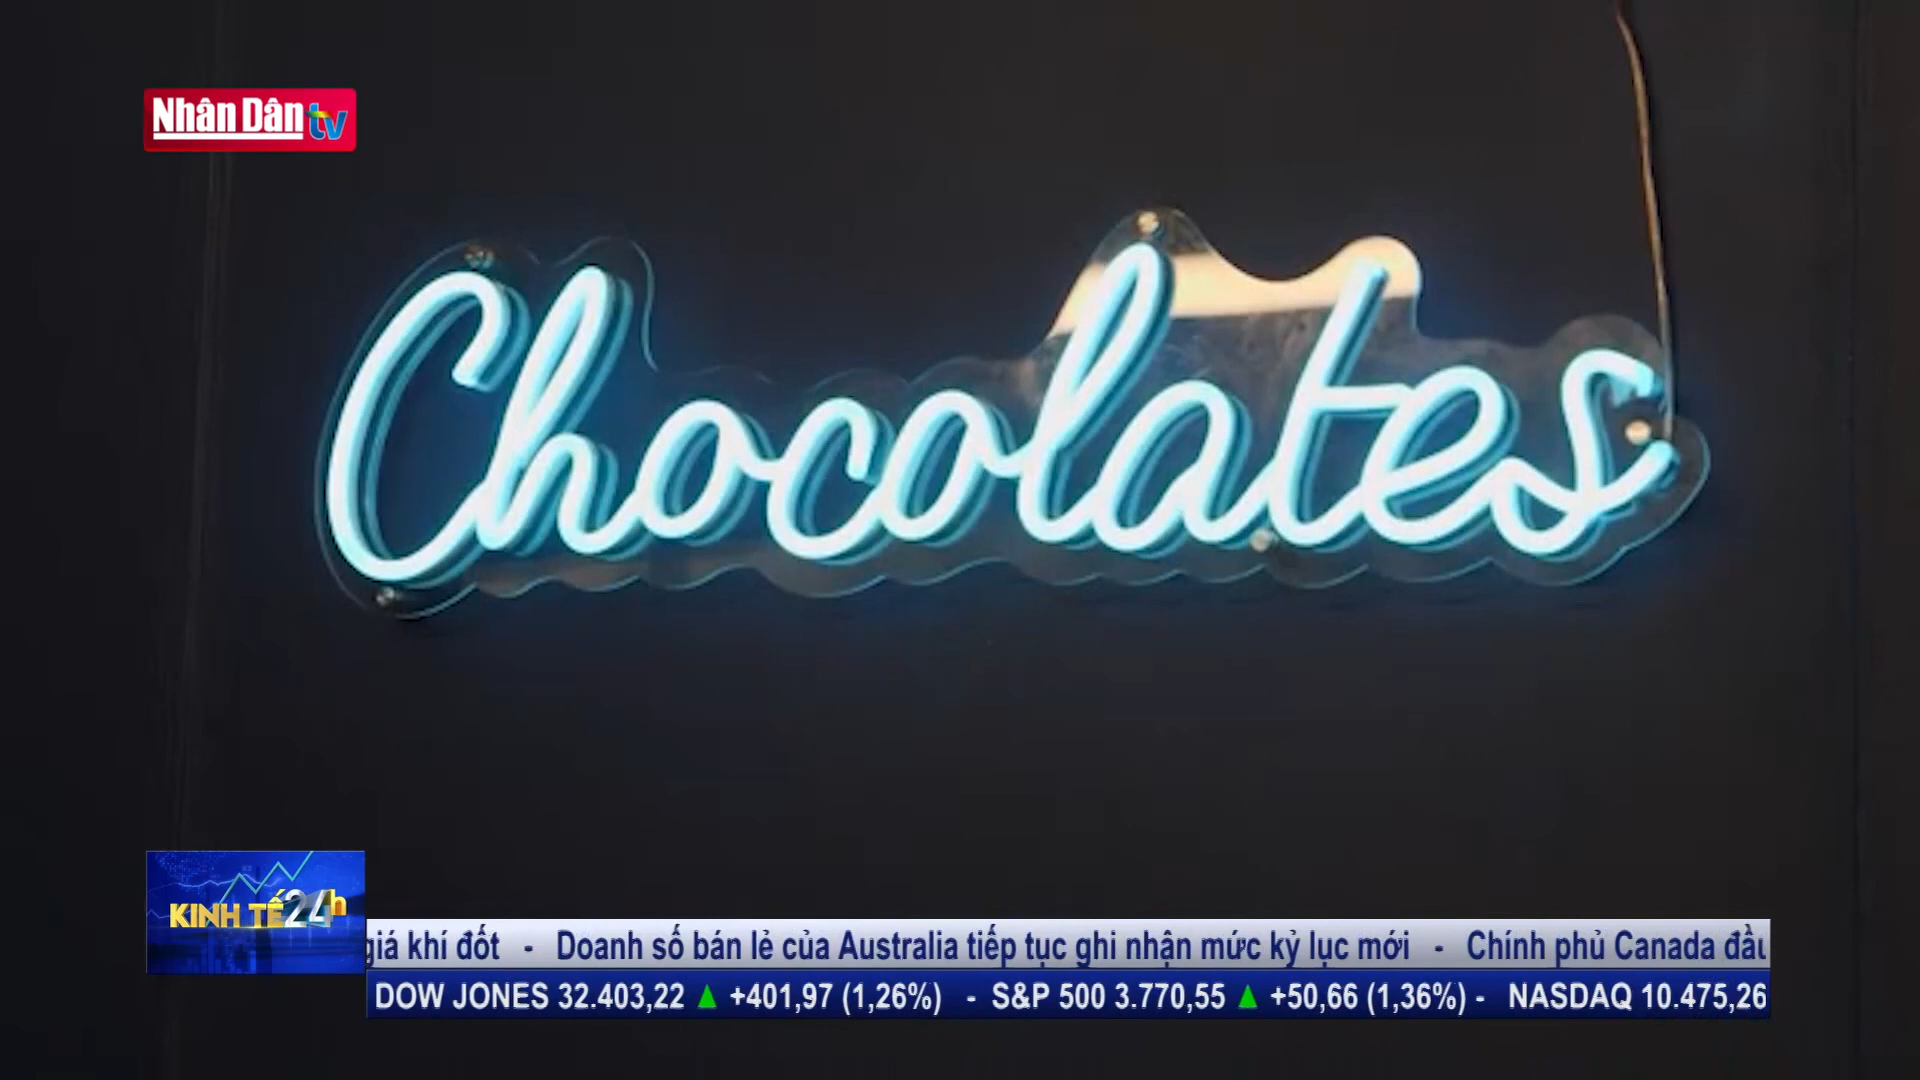 Nhân Dân tv
Chocolates
KINH TẾ 24h
giá khí đốt - Doanh số bán lẻ của Australia tiếp tục ghi nhận mức kỷ lục mới - Chính phủ Canada đầu
DOW JONES 32.403,22 ▲ +401,97 (1,26%) - S&P 500 3.770,55 ▲ +50,66 (1,36%) - NASDAQ 10.475,26